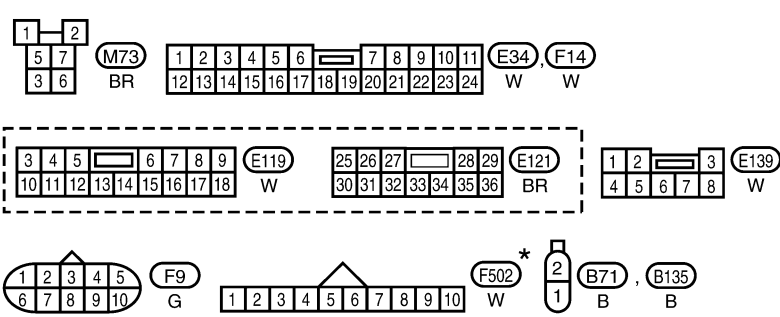 1 2
5 7
3 6
M73
BR
1 2 3 4 5 6 7 8 9 10 11
12 13 14 15 16 17 18 19 20 21 22 23 24
E34 , F14
W W
3 4 5 6 7 8 9
10 11 12 13 14 15 16 17 18
E119
W
25 26 27 28 29
30 31 32 33 34 35 36
E121
BR
1 2 3
4 5 6 7 8
E139
W
1 2 3 4 5
6 7 8 9 10
F9
G
1 2 3 4 5 6 7 8 9 10
F502 *
W
2
1
B71 , B135
B B